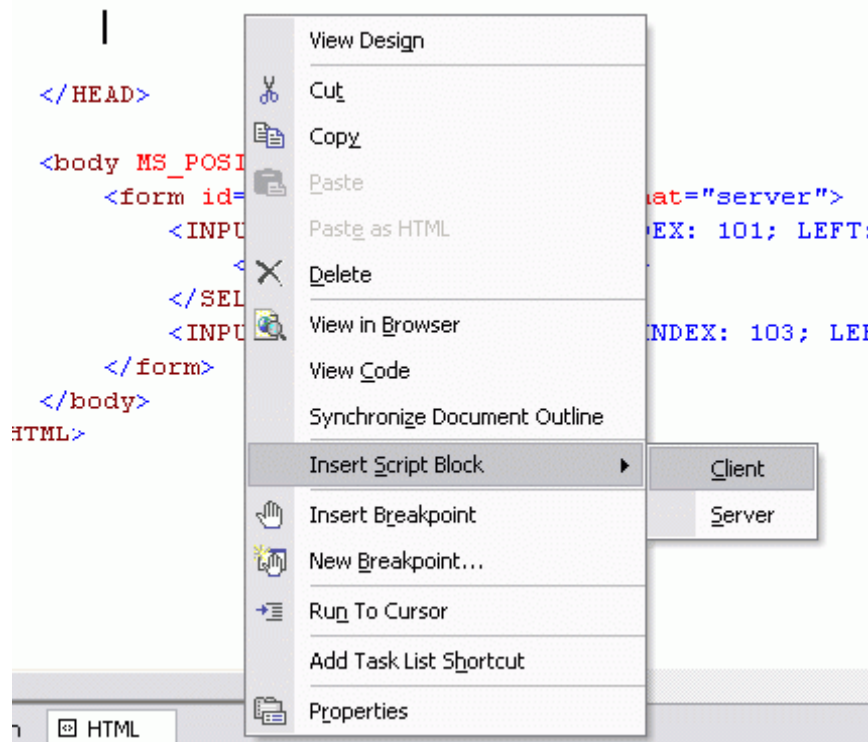 View Design
</HEAD>
Cut
Copy
<body MS_POSI
Paste
<form id= at="server">
<INPU Paste as HTML EX: 101; LEFT:
<
Delete
</SEL
<INPU View in Browser NDEX: 103; LEF
</form>
View Code
</body>
Synchronize Document Outline
HTML>
Insert Script Block Client
Insert Breakpoint Server
New Breakpoint...
Run To Cursor
Add Task List Shortcut
Properties
HTML